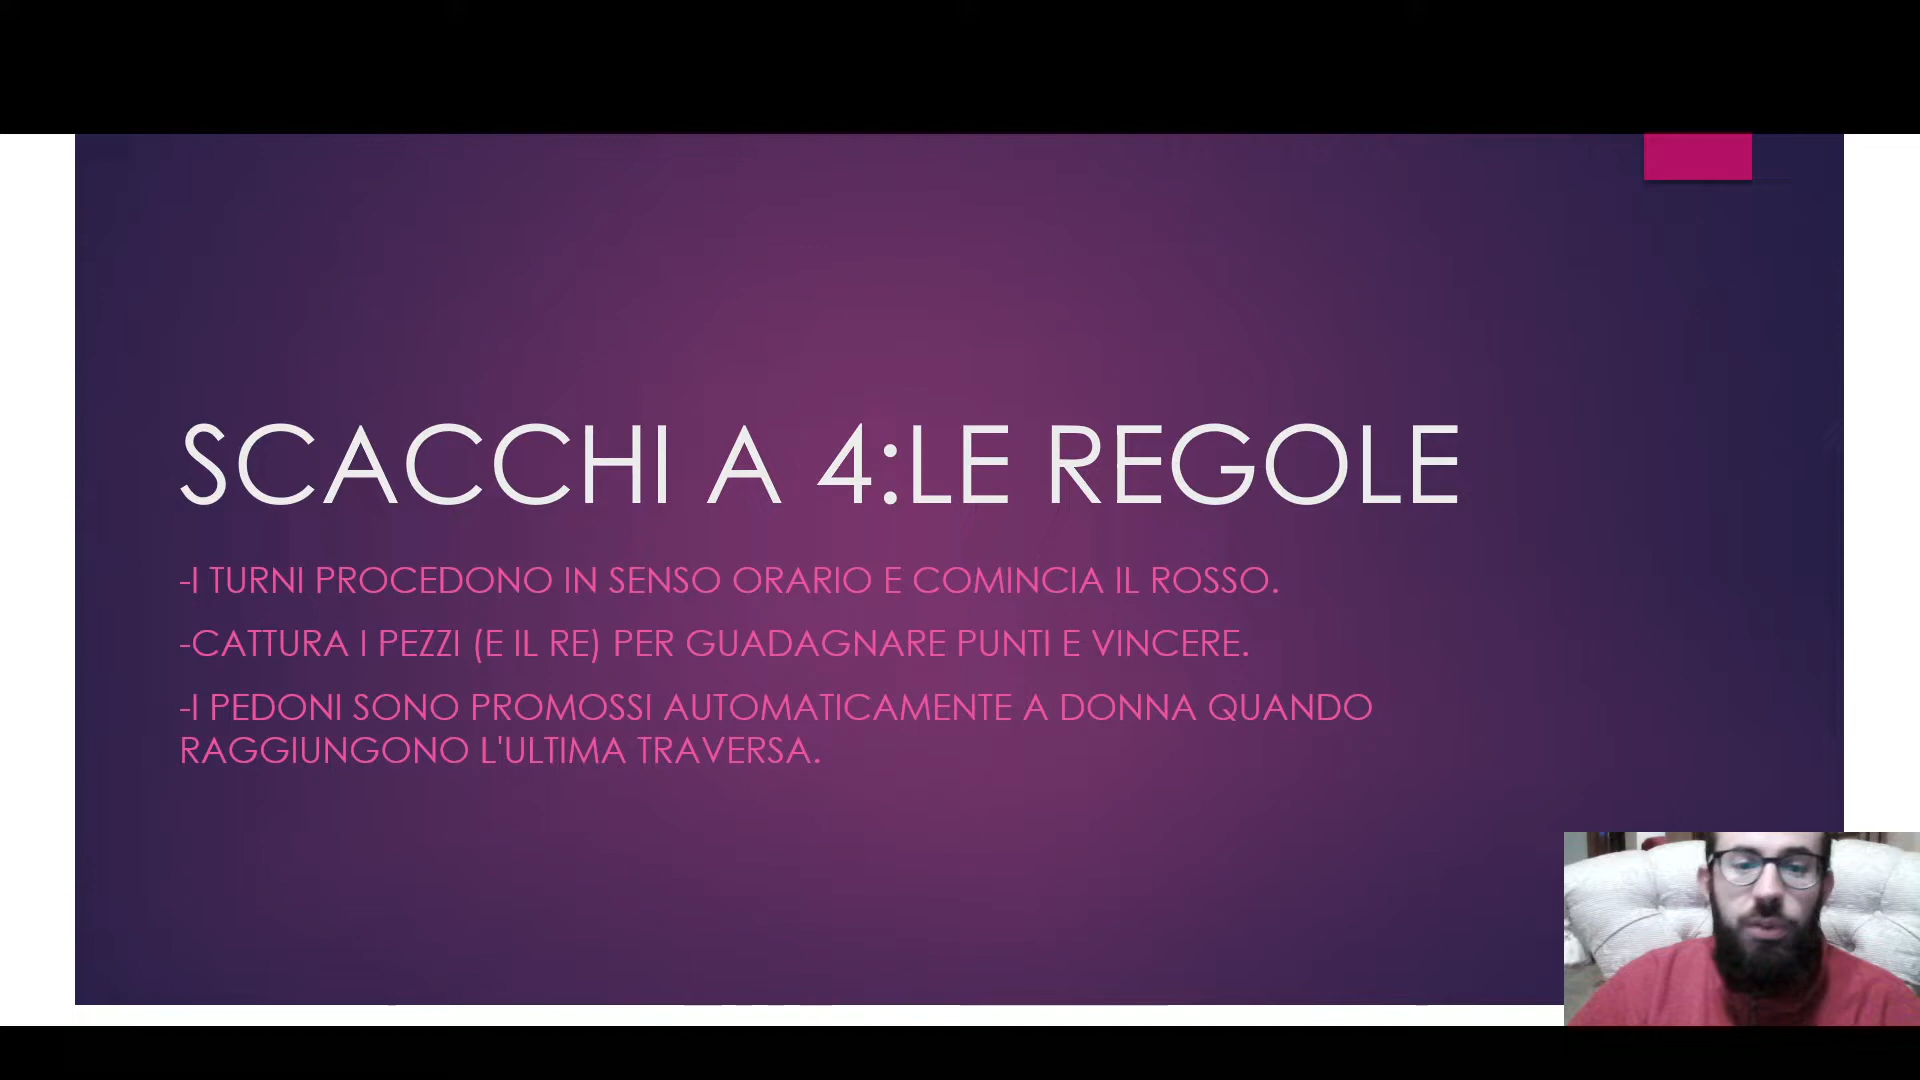 SCACCHI A 4:LE REGOLE
-I TURNI PROCEDONO IN SENSO ORARIO E COMINCIA IL ROSSO.
-CATTURA I PEZZI (E IL RE) PER GUADAGNARE PUNTI E VINCERE.
-I PEDONI SONO PROMOSSI AUTOMATICAMENTE A DONNA QUANDO
RAGGIUNGONO L'ULTIMA TRAVERSA.